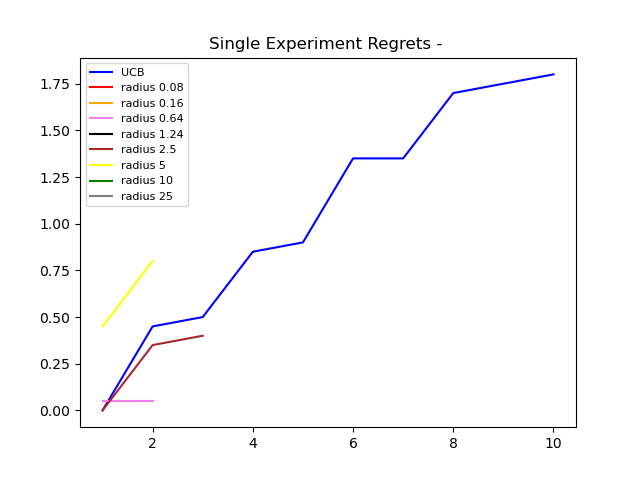 Single Experiment Regrets -
UCB
radius 0.08
radius 0.16
radius 0.64
radius 1.24
radius 2.5
radius 5
radius 10
radius 25
1.75
1.50
1.25
1.00
0.75
0.50
0.25
0.00
2 4 6 8 10